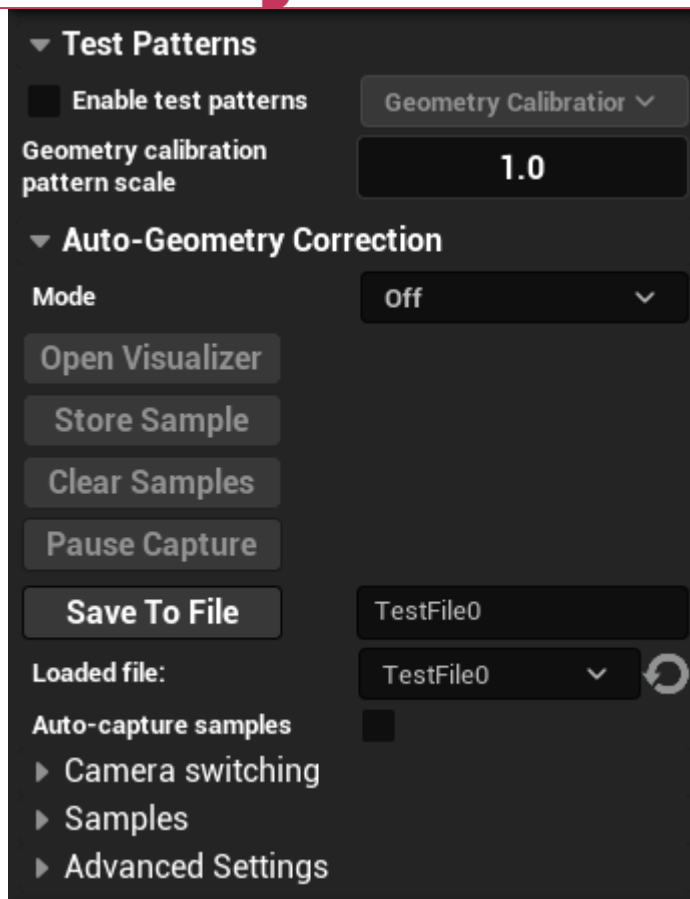 Test Patterns
Enable test patterns
Geometry Calibration
Geometry calibration
pattern scale
1.0
Auto-Geometry Correction
Mode
Off
Open Visualizer
Store Sample
Clear Samples
Pause Capture
Save To File
TestFile0
Loaded file:
TestFile0
Auto-capture samples
Camera switching
Samples
Advanced Settings